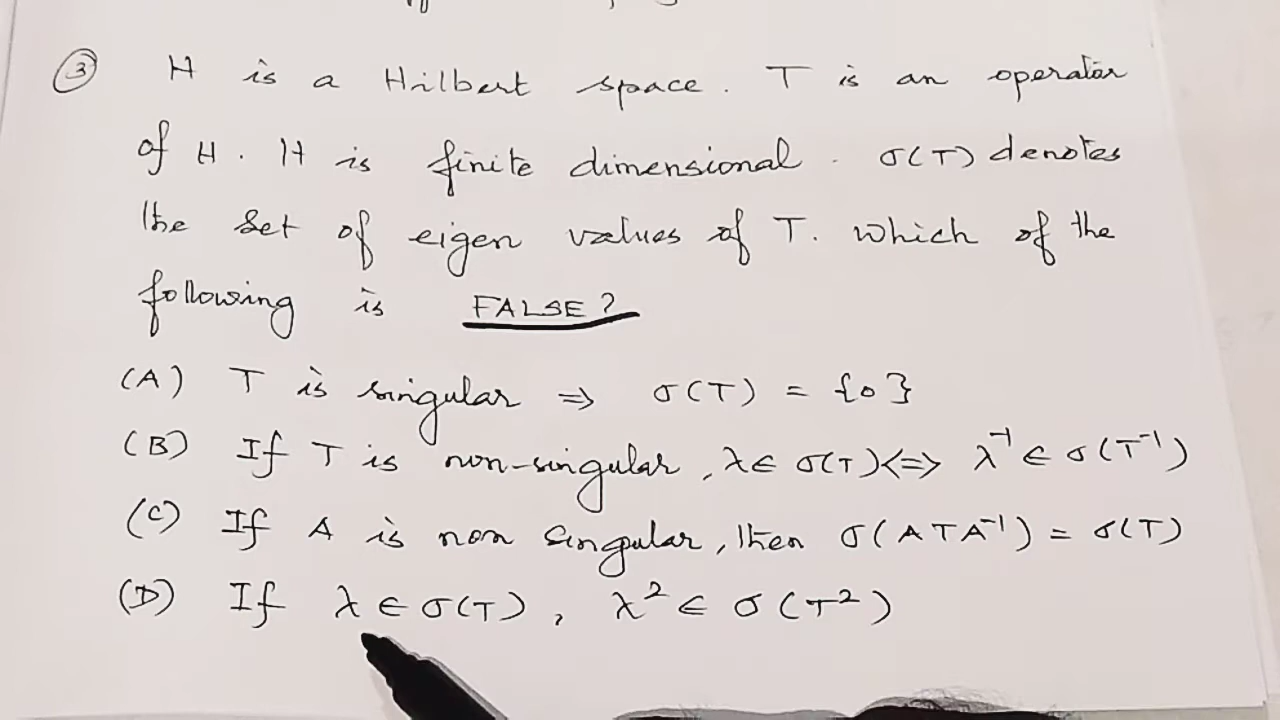 ③ H is a Hilbert space. T is an operator
of H. H is finite dimensional. σ(T) denotes
the set of eigen values of T. which of the
following is FALSE?
(A) T is singular ⇒ σ(T) = {0}
(B) If T is non-singular, λ∈ σ(T) <=> λ⁻¹ ∈ σ(T⁻¹)
(C) If A is non singular, then σ(ATA⁻¹) = σ(T)
(D) If λ ∈ σ(T), λ² ∈ σ(T²)